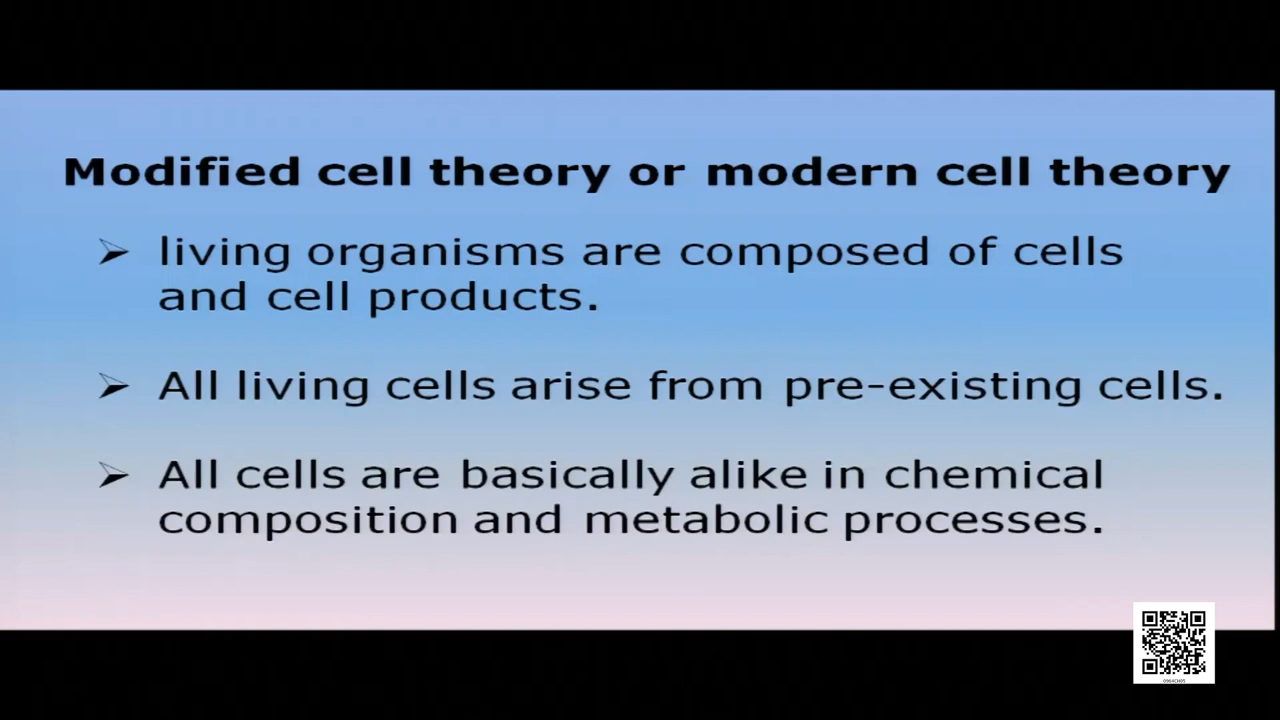 Modified cell theory or modern cell theory
➢ living organisms are composed of cells
and cell products.
➢ All living cells arise from pre-existing cells.
➢ All cells are basically alike in chemical
composition and metabolic processes.
0964CH05